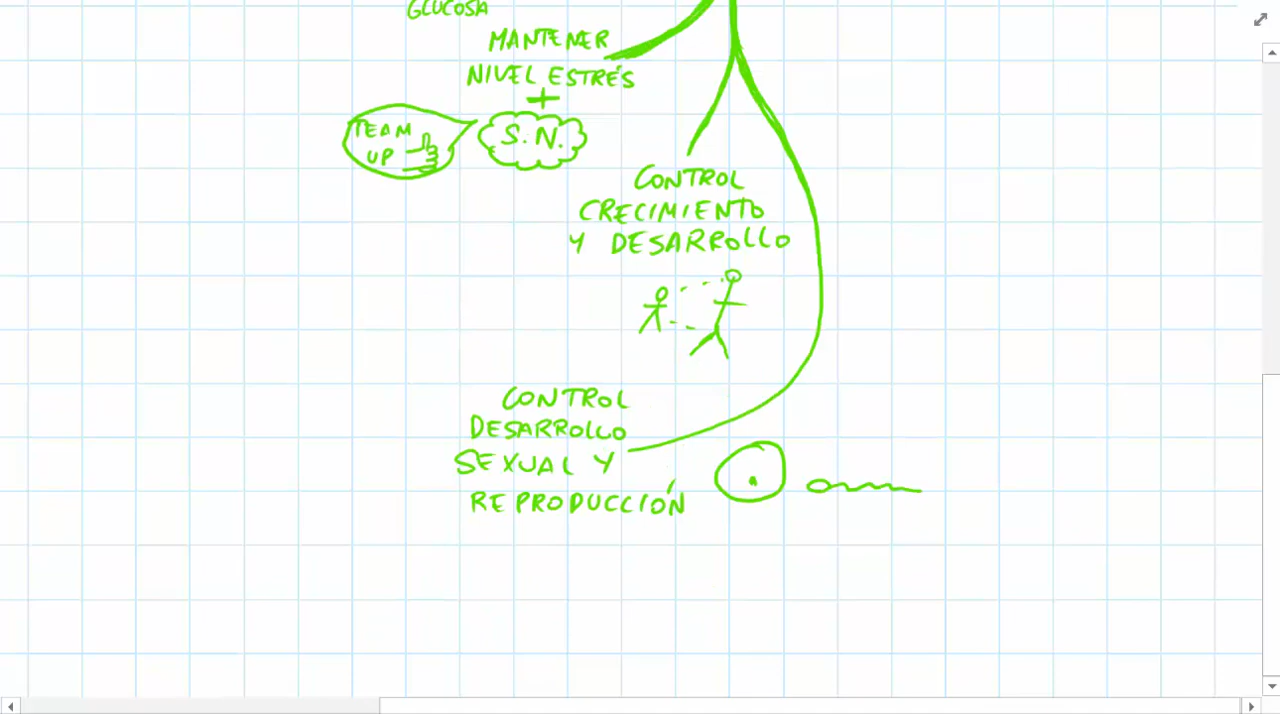 GLUCOSA
MANTENER
NIVEL ESTRÉS
+
TEAM
UP
S.N.
CONTROL
CRECIMIENTO
Y DESARROLLO
CONTROL
DESARROLLO
SEXUAL Y
REPRODUCCIÓN